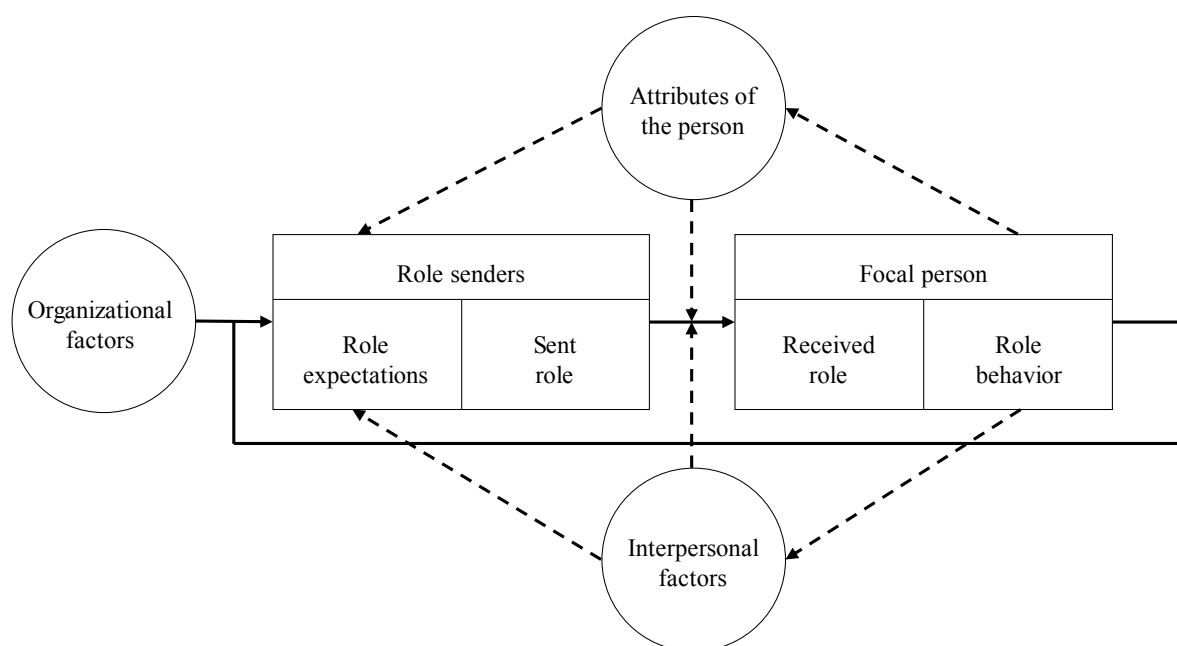 Attributes of
the person
Organizational
factors
Role senders
Role
expectations
Sent
role
Focal person
Received
role
Role
behavior
Interpersonal
factors